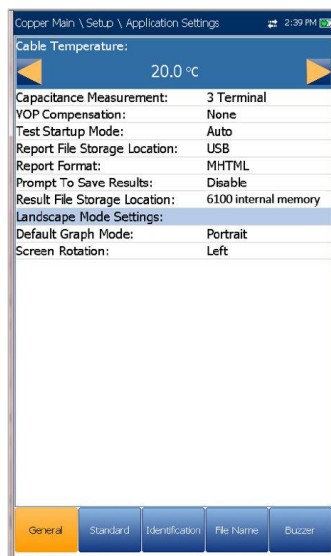 Copper Main \ Setup \ Application Settings 2:39 PM
Cable Temperature:
20.0 °C
Capacitance Measurement: 3 Terminal
VOP Compensation: None
Test Startup Mode: Auto
Report File Storage Location: USB
Report Format: MHTML
Prompt To Save Results: Disable
Result File Storage Location: 6100 internal memory
Landscape Mode Settings:
Default Graph Mode: Portrait
Screen Rotation: Left
General Standard Identification File Name Buzzer